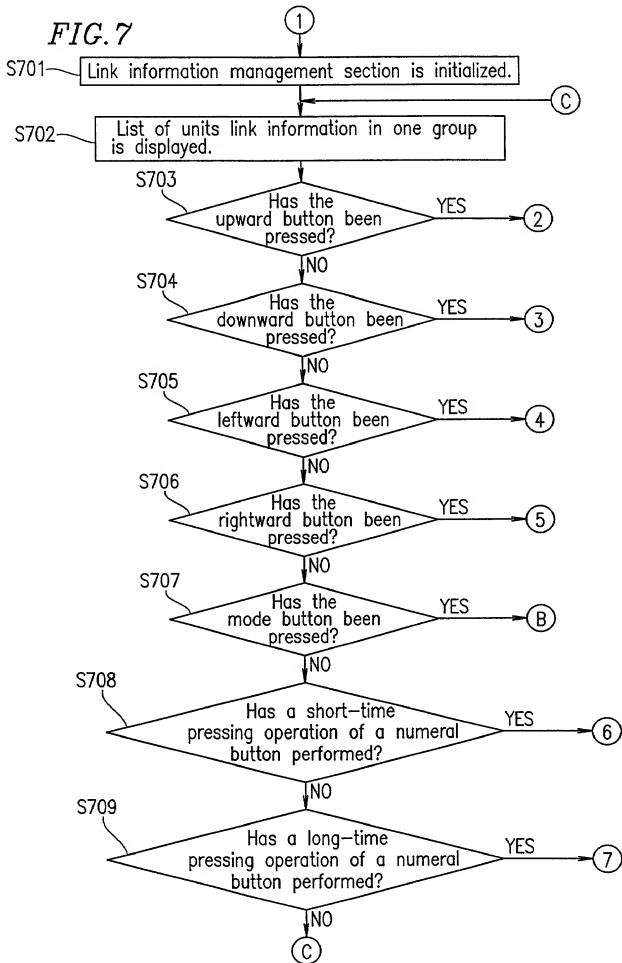 FIG.7
1
S701
Link information management section is initialized.
C
S702
List of units link information in one group
is displayed.
S703
Has the
upward button been
pressed?
YES
2
NO
S704
Has the
downward button been
pressed?
YES
3
NO
S705
Has the
leftward button been
pressed?
YES
4
NO
S706
Has the
rightward button been
pressed?
YES
5
NO
S707
Has the
mode button been
pressed?
YES
B
NO
S708
Has a short-time
pressing operation of a numeral
button performed?
YES
6
NO
S709
Has a long-time
pressing operation of a numeral
button performed?
YES
7
NO
C